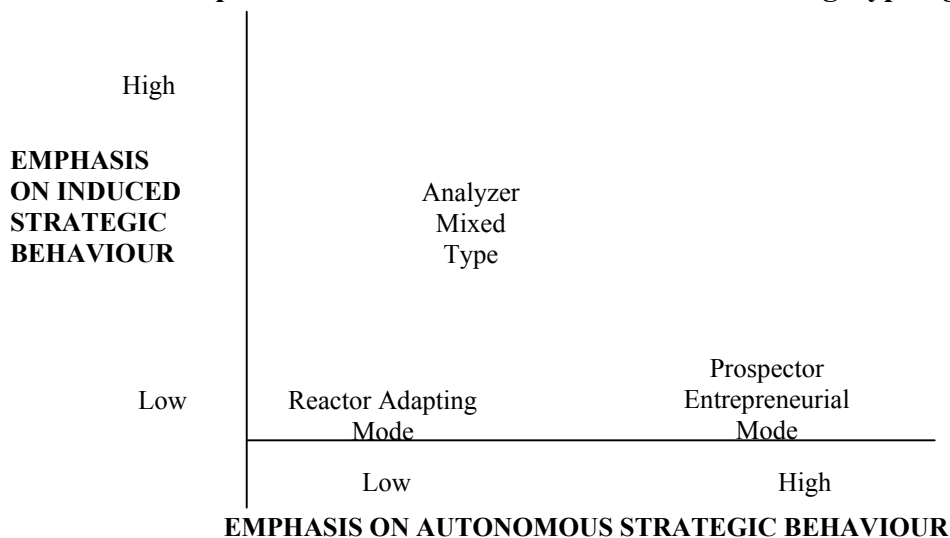 High
EMPHASIS
ON INDUCED
STRATEGIC
BEHAVIOUR
Analyzer
Mixed
Type
Low
Reactor Adapting
Mode
Prospector
Entrepreneurial
Mode
Low
High
EMPHASIS ON AUTONOMOUS STRATEGIC BEHAVIOUR